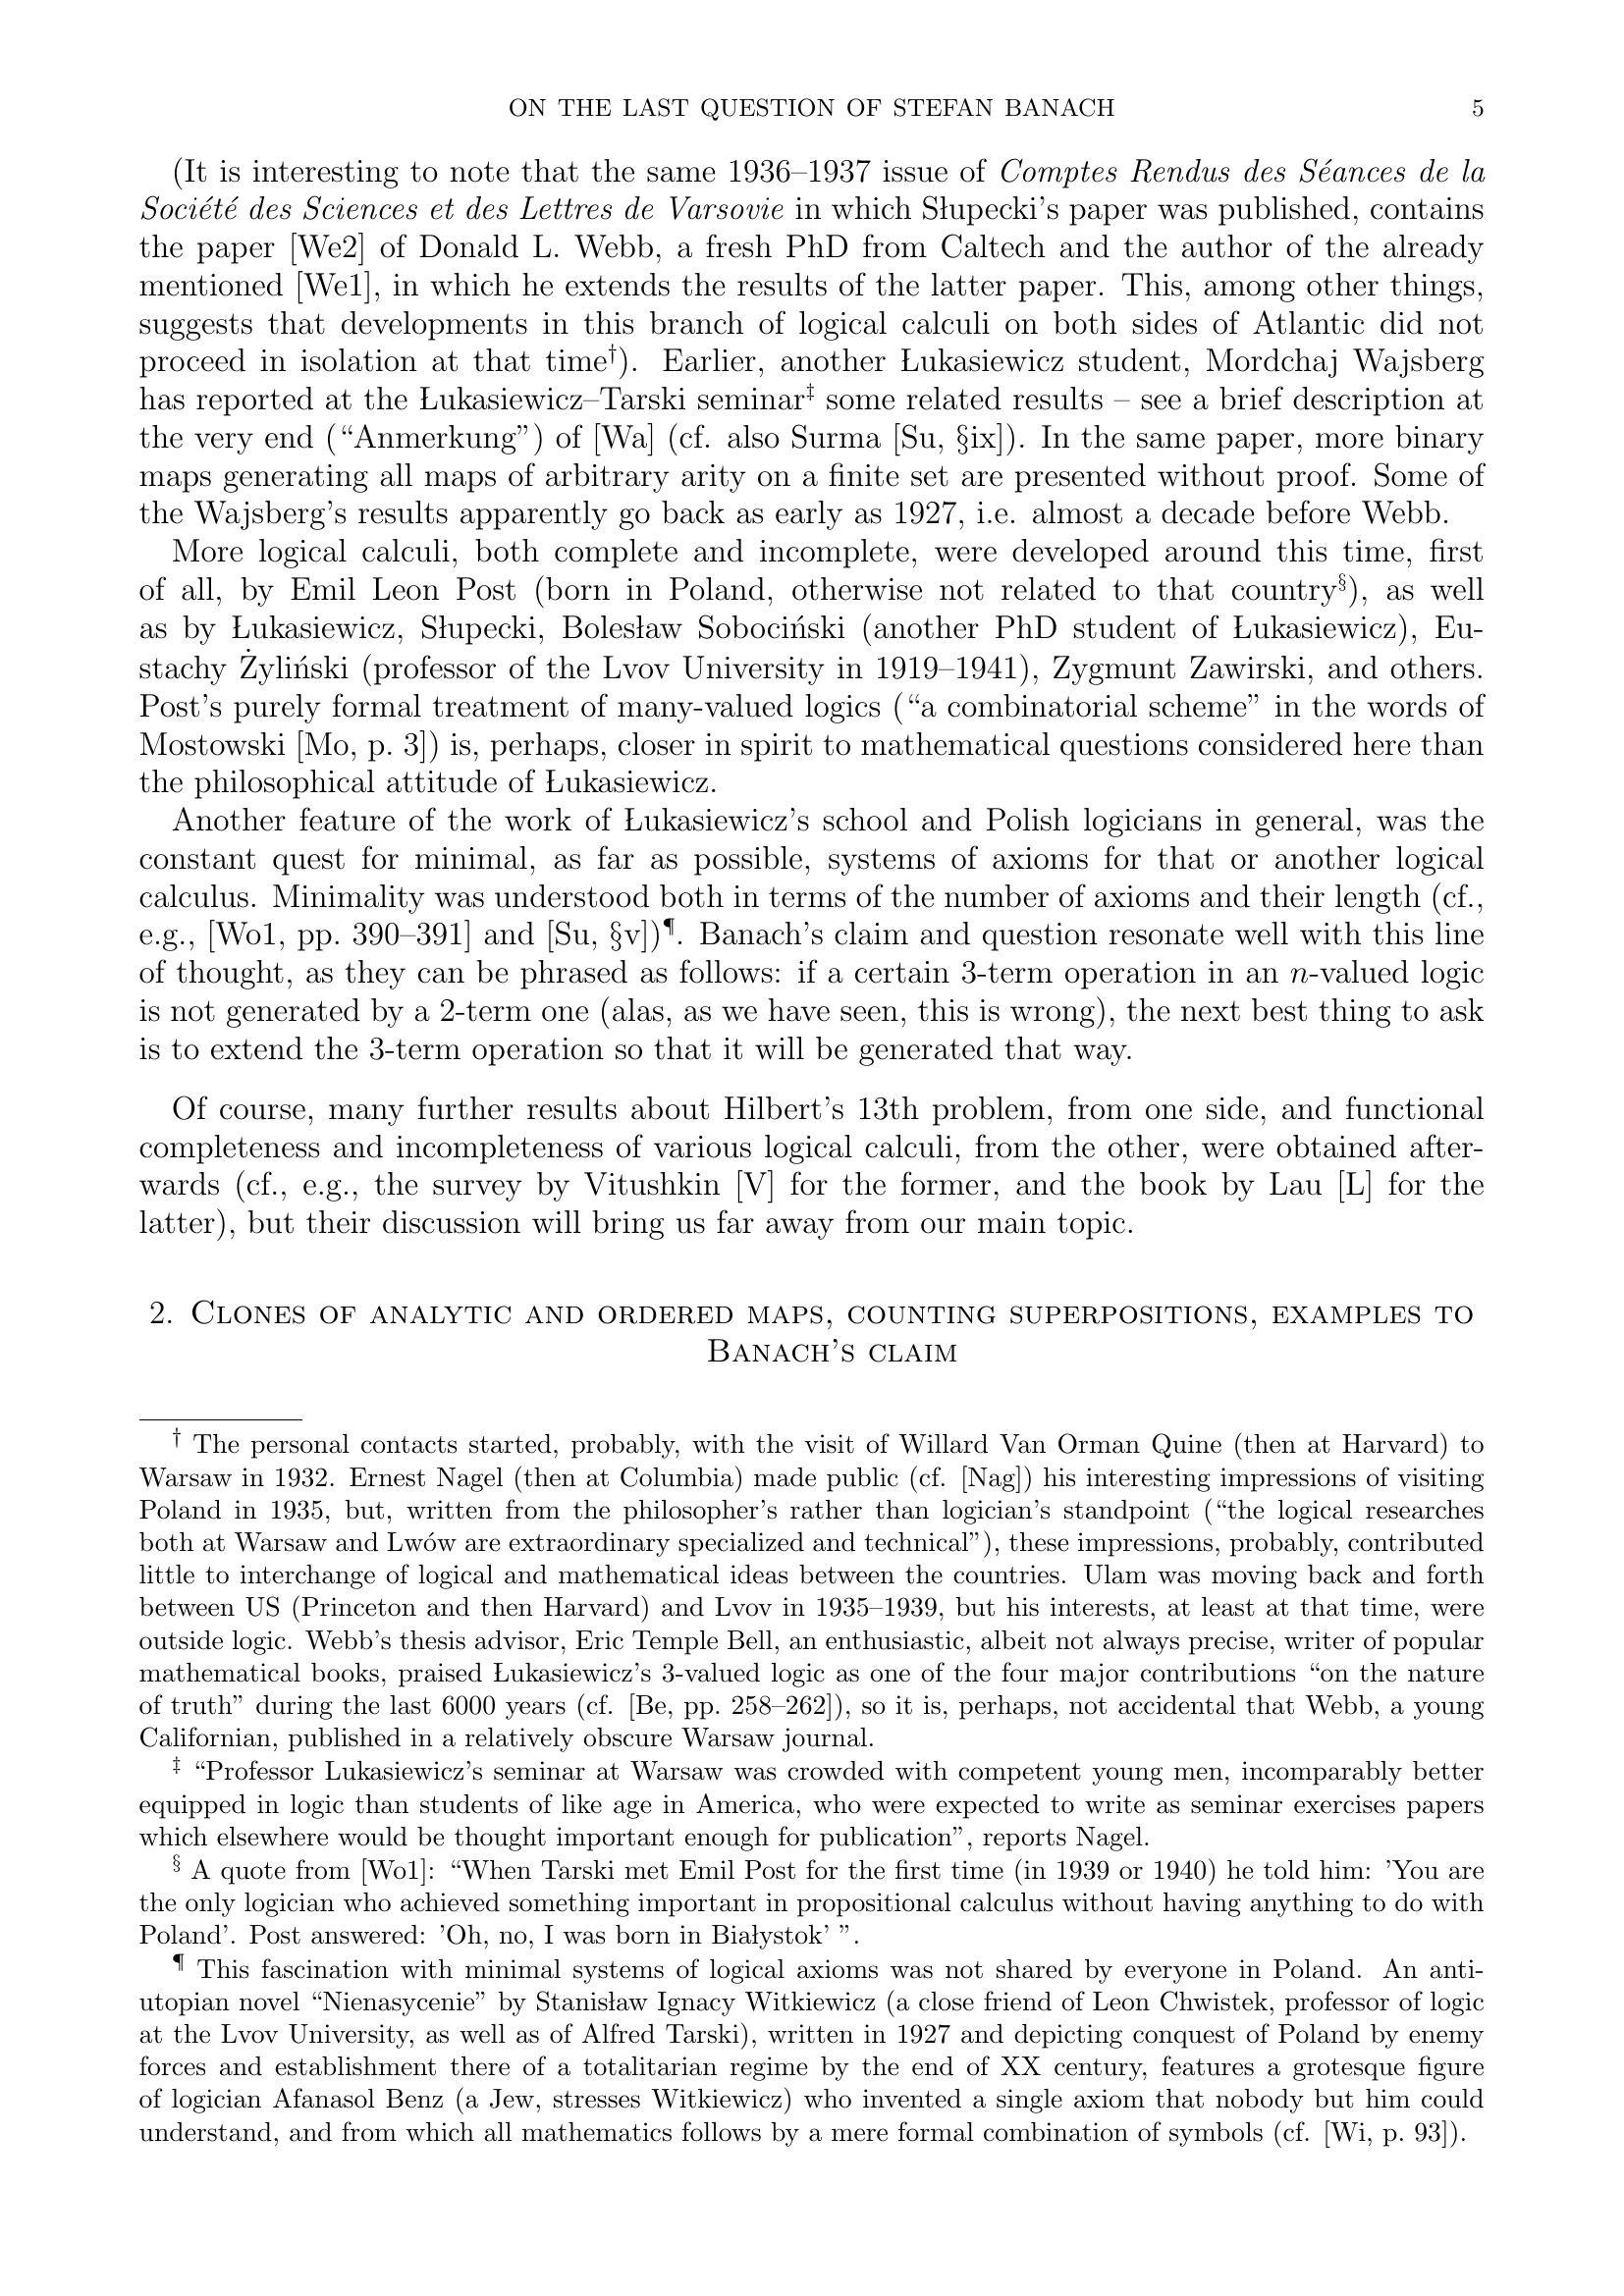 ON THE LAST QUESTION OF STEFAN BANACH 5
(It is interesting to note that the same 1936–1937 issue of Comptes Rendus des Séances de la
Société des Sciences et des Lettres de Varsovie in which Słupecki's paper was published, contains
the paper [We2] of Donald L. Webb, a fresh PhD from Caltech and the author of the already
mentioned [We1], in which he extends the results of the latter paper. This, among other things,
suggests that developments in this branch of logical calculi on both sides of Atlantic did not
proceed in isolation at that time†). Earlier, another Łukasiewicz student, Mordchaj Wajsberg
has reported at the Łukasiewicz–Tarski seminar‡ some related results – see a brief description at
the very end (“Anmerkung”) of [Wa] (cf. also Surma [Su, §ix]). In the same paper, more binary
maps generating all maps of arbitrary arity on a finite set are presented without proof. Some of
the Wajsberg's results apparently go back as early as 1927, i.e. almost a decade before Webb.
More logical calculi, both complete and incomplete, were developed around this time, first
of all, by Emil Leon Post (born in Poland, otherwise not related to that country§), as well
as by Łukasiewicz, Słupecki, Bolesław Sobociński (another PhD student of Łukasiewicz), Eu-
stachy Żyliński (professor of the Lvov University in 1919–1941), Zygmunt Zawirski, and others.
Post's purely formal treatment of many-valued logics (“a combinatorial scheme” in the words of
Mostowski [Mo, p. 3]) is, perhaps, closer in spirit to mathematical questions considered here than
the philosophical attitude of Łukasiewicz.
Another feature of the work of Łukasiewicz's school and Polish logicians in general, was the
constant quest for minimal, as far as possible, systems of axioms for that or another logical
calculus. Minimality was understood both in terms of the number of axioms and their length (cf.,
e.g., [Wo1, pp. 390–391] and [Su, §v])¶. Banach's claim and question resonate well with this line
of thought, as they can be phrased as follows: if a certain 3-term operation in an n-valued logic
is not generated by a 2-term one (alas, as we have seen, this is wrong), the next best thing to ask
is to extend the 3-term operation so that it will be generated that way.
Of course, many further results about Hilbert's 13th problem, from one side, and functional
completeness and incompleteness of various logical calculi, from the other, were obtained after-
wards (cf., e.g., the survey by Vitushkin [V] for the former, and the book by Lau [L] for the
latter), but their discussion will bring us far away from our main topic.
2. Clones of analytic and ordered maps, counting superpositions, examples to
Banach's claim
† The personal contacts started, probably, with the visit of Willard Van Orman Quine (then at Harvard) to
Warsaw in 1932. Ernest Nagel (then at Columbia) made public (cf. [Nag]) his interesting impressions of visiting
Poland in 1935, but, written from the philosopher's rather than logician's standpoint (“the logical researches
both at Warsaw and Lwów are extraordinary specialized and technical”), these impressions, probably, contributed
little to interchange of logical and mathematical ideas between the countries. Ulam was moving back and forth
between US (Princeton and then Harvard) and Lvov in 1935–1939, but his interests, at least at that time, were
outside logic. Webb's thesis advisor, Eric Temple Bell, an enthusiastic, albeit not always precise, writer of popular
mathematical books, praised Łukasiewicz's 3-valued logic as one of the four major contributions “on the nature
of truth” during the last 6000 years (cf. [Be, pp. 258–262]), so it is, perhaps, not accidental that Webb, a young
Californian, published in a relatively obscure Warsaw journal.
‡ “Professor Lukasiewicz's seminar at Warsaw was crowded with competent young men, incomparably better
equipped in logic than students of like age in America, who were expected to write as seminar exercises papers
which elsewhere would be thought important enough for publication”, reports Nagel.
§ A quote from [Wo1]: “When Tarski met Emil Post for the first time (in 1939 or 1940) he told him: 'You are
the only logician who achieved something important in propositional calculus without having anything to do with
Poland'. Post answered: 'Oh, no, I was born in Białystok' ”.
¶ This fascination with minimal systems of logical axioms was not shared by everyone in Poland. An anti-
utopian novel “Nienasycenie” by Stanisław Ignacy Witkiewicz (a close friend of Leon Chwistek, professor of logic
at the Lvov University, as well as of Alfred Tarski), written in 1927 and depicting conquest of Poland by enemy
forces and establishment there of a totalitarian regime by the end of XX century, features a grotesque figure
of logician Afanasol Benz (a Jew, stresses Witkiewicz) who invented a single axiom that nobody but him could
understand, and from which all mathematics follows by a mere formal combination of symbols (cf. [Wi, p. 93]).